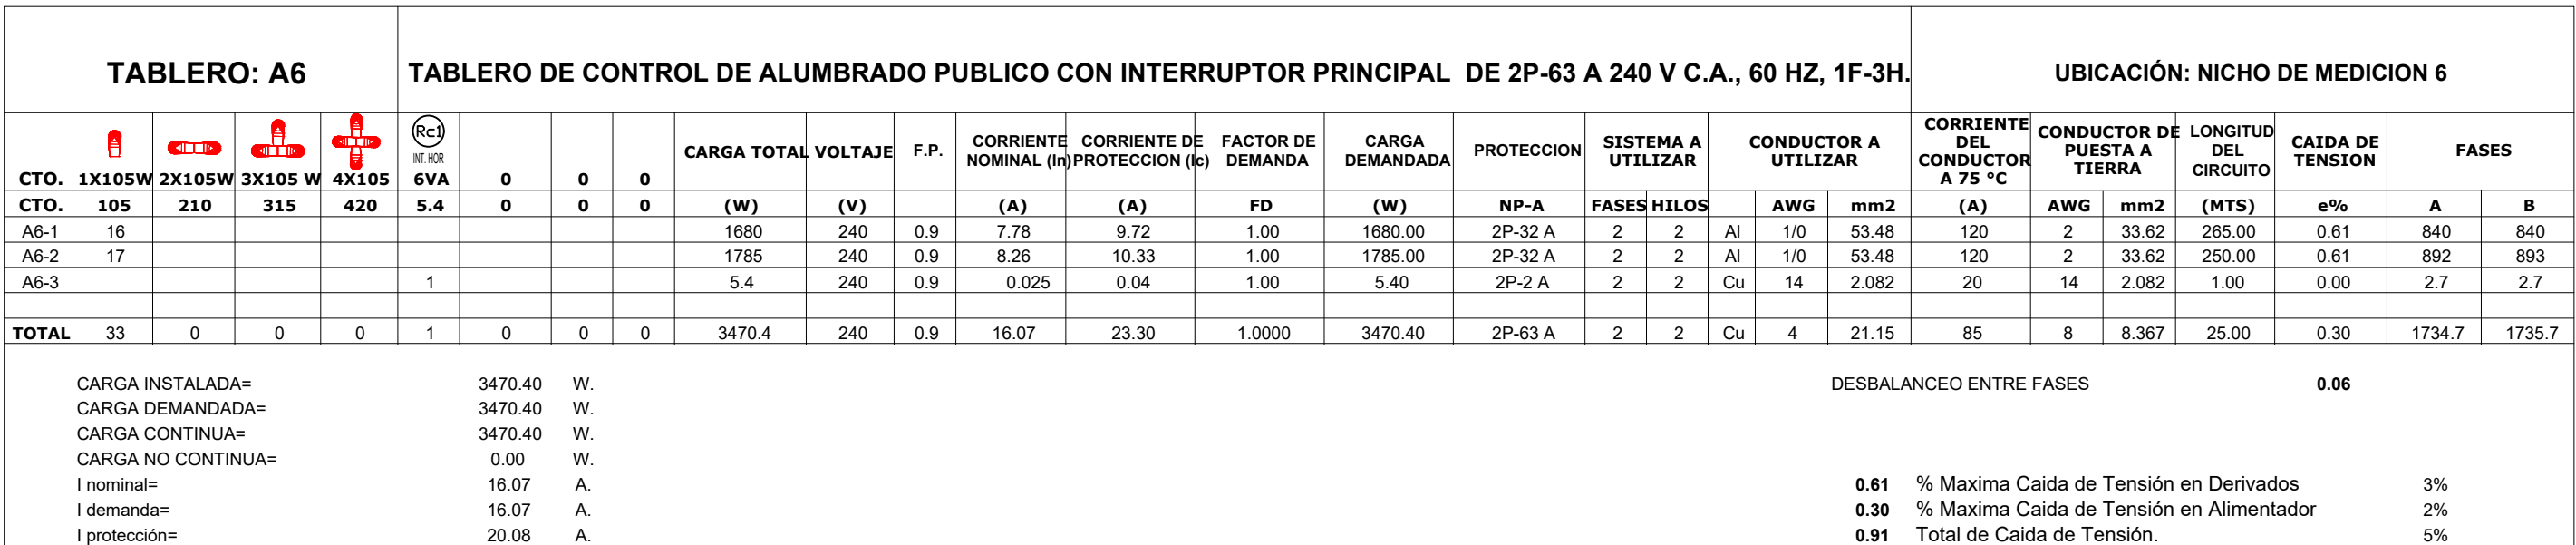 TABLERO: A6 TABLERO DE CONTROL DE ALUMBRADO PUBLICO CON INTERRUPTOR PRINCIPAL DE 2P-63 A 240 V C.A., 60 HZ, 1F-3H. UBICACIÓN: NICHO DE MEDICION 6
CTO. 1X105W 2X105W 3X105 W 4X105 Rc1 INT. HOR 6VA 0 0 0 CARGA TOTAL VOLTAJE F.P. CORRIENTE NOMINAL (In) CORRIENTE DE PROTECCION (Ic) FACTOR DE DEMANDA CARGA DEMANDADA PROTECCION SISTEMA A UTILIZAR CONDUCTOR A UTILIZAR CORRIENTE DEL CONDUCTOR A 75 °C CONDUCTOR DE PUESTA A TIERRA LONGITUD DEL CIRCUITO CAIDA DE TENSION FASES
CTO. 105 210 315 420 5.4 0 0 0 (W) (V) (A) (A) FD (W) NP-A FASES HILOS AWG mm2 (A) AWG mm2 (MTS) e% A B
A6-1 16 1680 240 0.9 7.78 9.72 1.00 1680.00 2P-32 A 2 2 Al 1/0 53.48 120 2 33.62 265.00 0.61 840 840
A6-2 17 1785 240 0.9 8.26 10.33 1.00 1785.00 2P-32 A 2 2 Al 1/0 53.48 120 2 33.62 250.00 0.61 892 893
A6-3 1 5.4 240 0.9 0.025 0.04 1.00 5.40 2P-2 A 2 2 Cu 14 2.082 20 14 2.082 1.00 0.00 2.7 2.7
TOTAL 33 0 0 0 1 0 0 0 3470.4 240 0.9 16.07 23.30 1.0000 3470.40 2P-63 A 2 2 Cu 4 21.15 85 8 8.367 25.00 0.30 1734.7 1735.7
CARGA INSTALADA= 3470.40 W. DESBALANCEO ENTRE FASES 0.06
CARGA DEMANDADA= 3470.40 W.
CARGA CONTINUA= 3470.40 W.
CARGA NO CONTINUA= 0.00 W.
I nominal= 16.07 A. 0.61 % Maxima Caida de Tensión en Derivados 3%
I demanda= 16.07 A. 0.30 % Maxima Caida de Tensión en Alimentador 2%
I protección= 20.08 A. 0.91 Total de Caida de Tensión. 5%